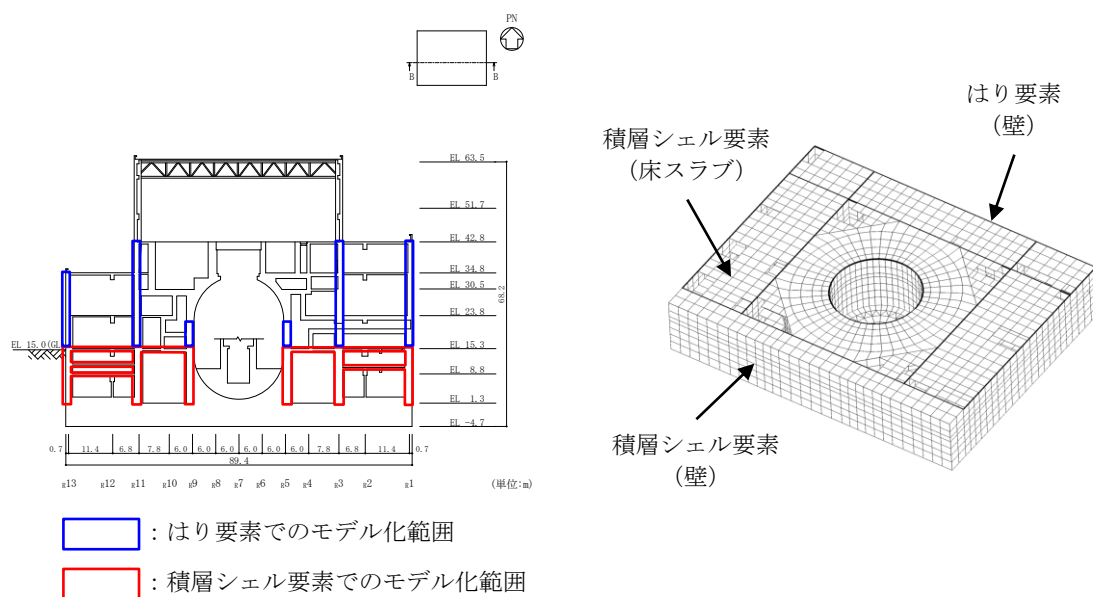 PN
B B
EL 63.5
EL 51.7
EL 42.8
EL 34.8
EL 30.5
EL 23.8
EL 15.3
EL 8.8
EL 1.3
EL -4.7
68.2
EL 15.0(GL
0.7 11.4 6.8 7.8 6.0 6.0 6.0 6.0 6.0 6.0 7.8 6.8 11.4 0.7
89.4
R13 R12 R11 R10 R9 R8 R7 R6 R5 R4 R3 R2 R1 (単位:m)
:はり要素でのモデル化範囲
:積層シェル要素でのモデル化範囲
はり要素
(壁)
積層シェル要素
(床スラブ)
積層シェル要素
(壁)